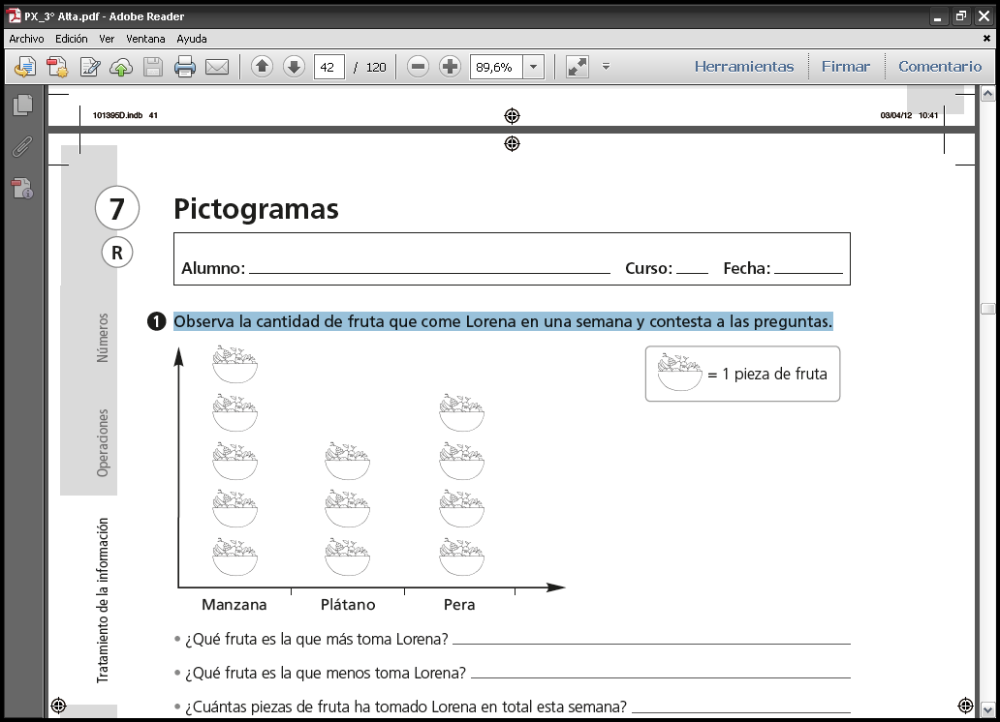 PX_3º Alta.pdf - Adobe Reader
Archivo Edición Ver Ventana Ayuda
42 / 120 89,6% Herramientas Firmar Comentario
101395D.indb 41 03/04/12 10:41
7 Pictogramas
R
Alumno: Curso: Fecha:
1 Observa la cantidad de fruta que come Lorena en una semana y contesta a las preguntas.
= 1 pieza de fruta
Números
Operaciones
Tratamiento de la información
Manzana Plátano Pera
• ¿Qué fruta es la que más toma Lorena?
• ¿Qué fruta es la que menos toma Lorena?
• ¿Cuántas piezas de fruta ha tomado Lorena en total esta semana?